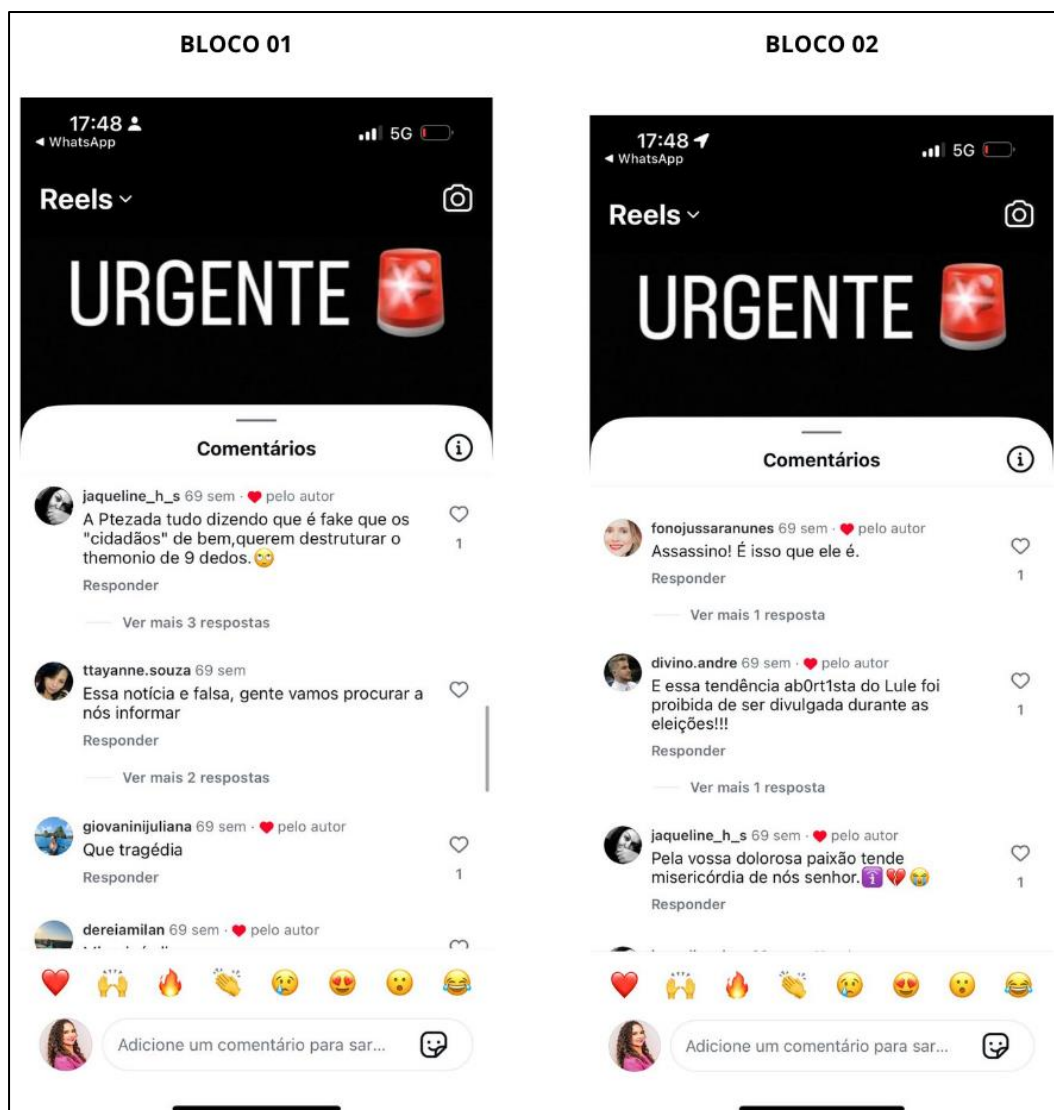 BLOCO 01
17:48
◀ WhatsApp
5G
Reels
URGENTE
Comentários
jaqueline_h_s 69 sem · pelo autor
A Ptezada tudo dizendo que é fake que os
"cidadãos" de bem,querem destruturar o
themonio de 9 dedos.
1
Responder
Ver mais 3 respostas
ttayanne.souza 69 sem
Essa notícia e falsa, gente vamos procurar a
nós informar
Responder
Ver mais 2 respostas
giovaninijuliana 69 sem · pelo autor
Que tragédia
1
Responder
dereiamilan 69 sem · pelo autor
Adicione um comentário para sar...
BLOCO 02
17:48
◀ WhatsApp
5G
Reels
URGENTE
Comentários
fonojussaranunes 69 sem · pelo autor
Assassino! É isso que ele é.
1
Responder
Ver mais 1 resposta
divino.andre 69 sem · pelo autor
E essa tendência ab0rt1sta do Lule foi
proibida de ser divulgada durante as
eleições!!!
1
Responder
Ver mais 1 resposta
jaqueline_h_s 69 sem · pelo autor
Pela vossa dolorosa paixão tende
misericórdia de nós senhor.
1
Responder
Adicione um comentário para sar...